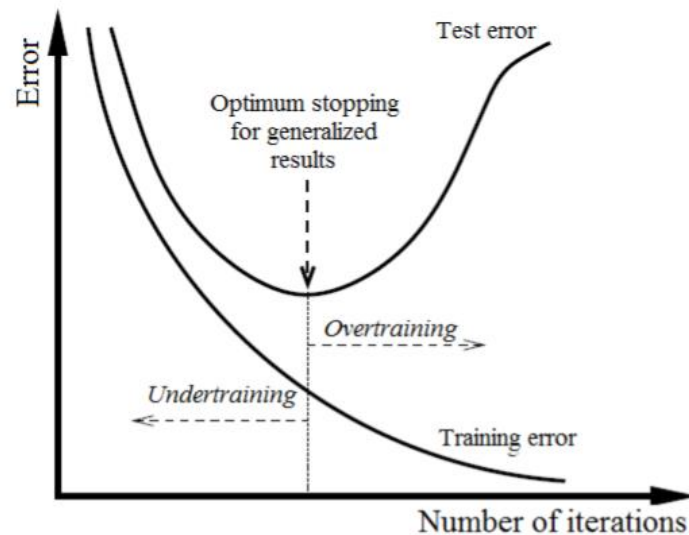 Test error
Error
Optimum stopping
for generalized
results
Overtraining
Undertraining
Training error
Number of iterations